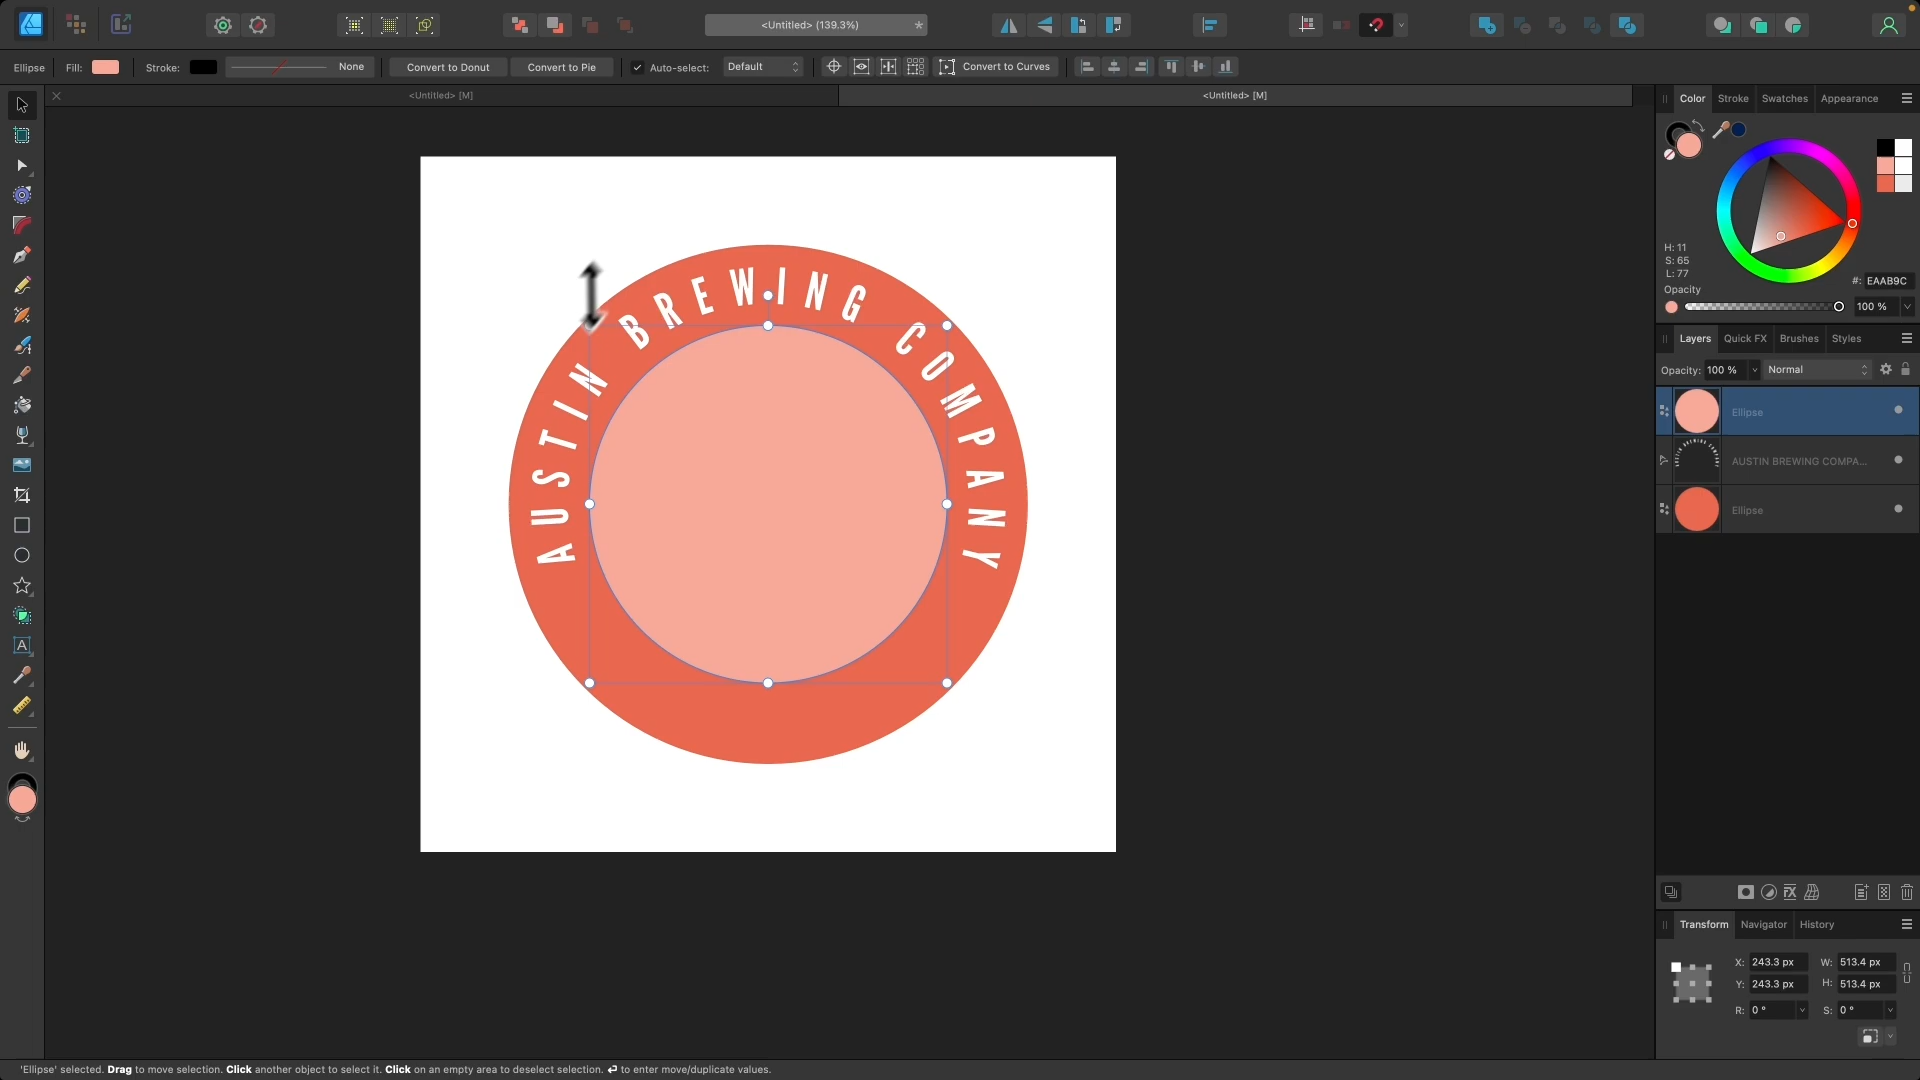 <Untitled> (139.3%)
*
Ellipse
Fill:
Stroke:
None
Convert to Donut
Convert to Pie
Auto-select:
Default
Convert to Curves
<Untitled> [M]
<Untitled> [M]
Color
Stroke
Swatches
Appearance
H: 11
S: 65
L: 77
#: EAAB9C
Opacity
100 %
Layers
Quick FX
Brushes
Styles
Opacity: 100 %
Normal
Ellipse
AUSTIN BREWING COMPA...
Ellipse
AUSTIN BREWING COMPANY
A
Transform
Navigator
History
X: 243.3 px
W: 513.4 px
Y: 243.3 px
H: 513.4 px
R: 0 °
S: 0 °
'Ellipse' selected. Drag to move selection. Click another object to select it. Click on an empty area to deselect selection. ⏎ to enter move/duplicate values.